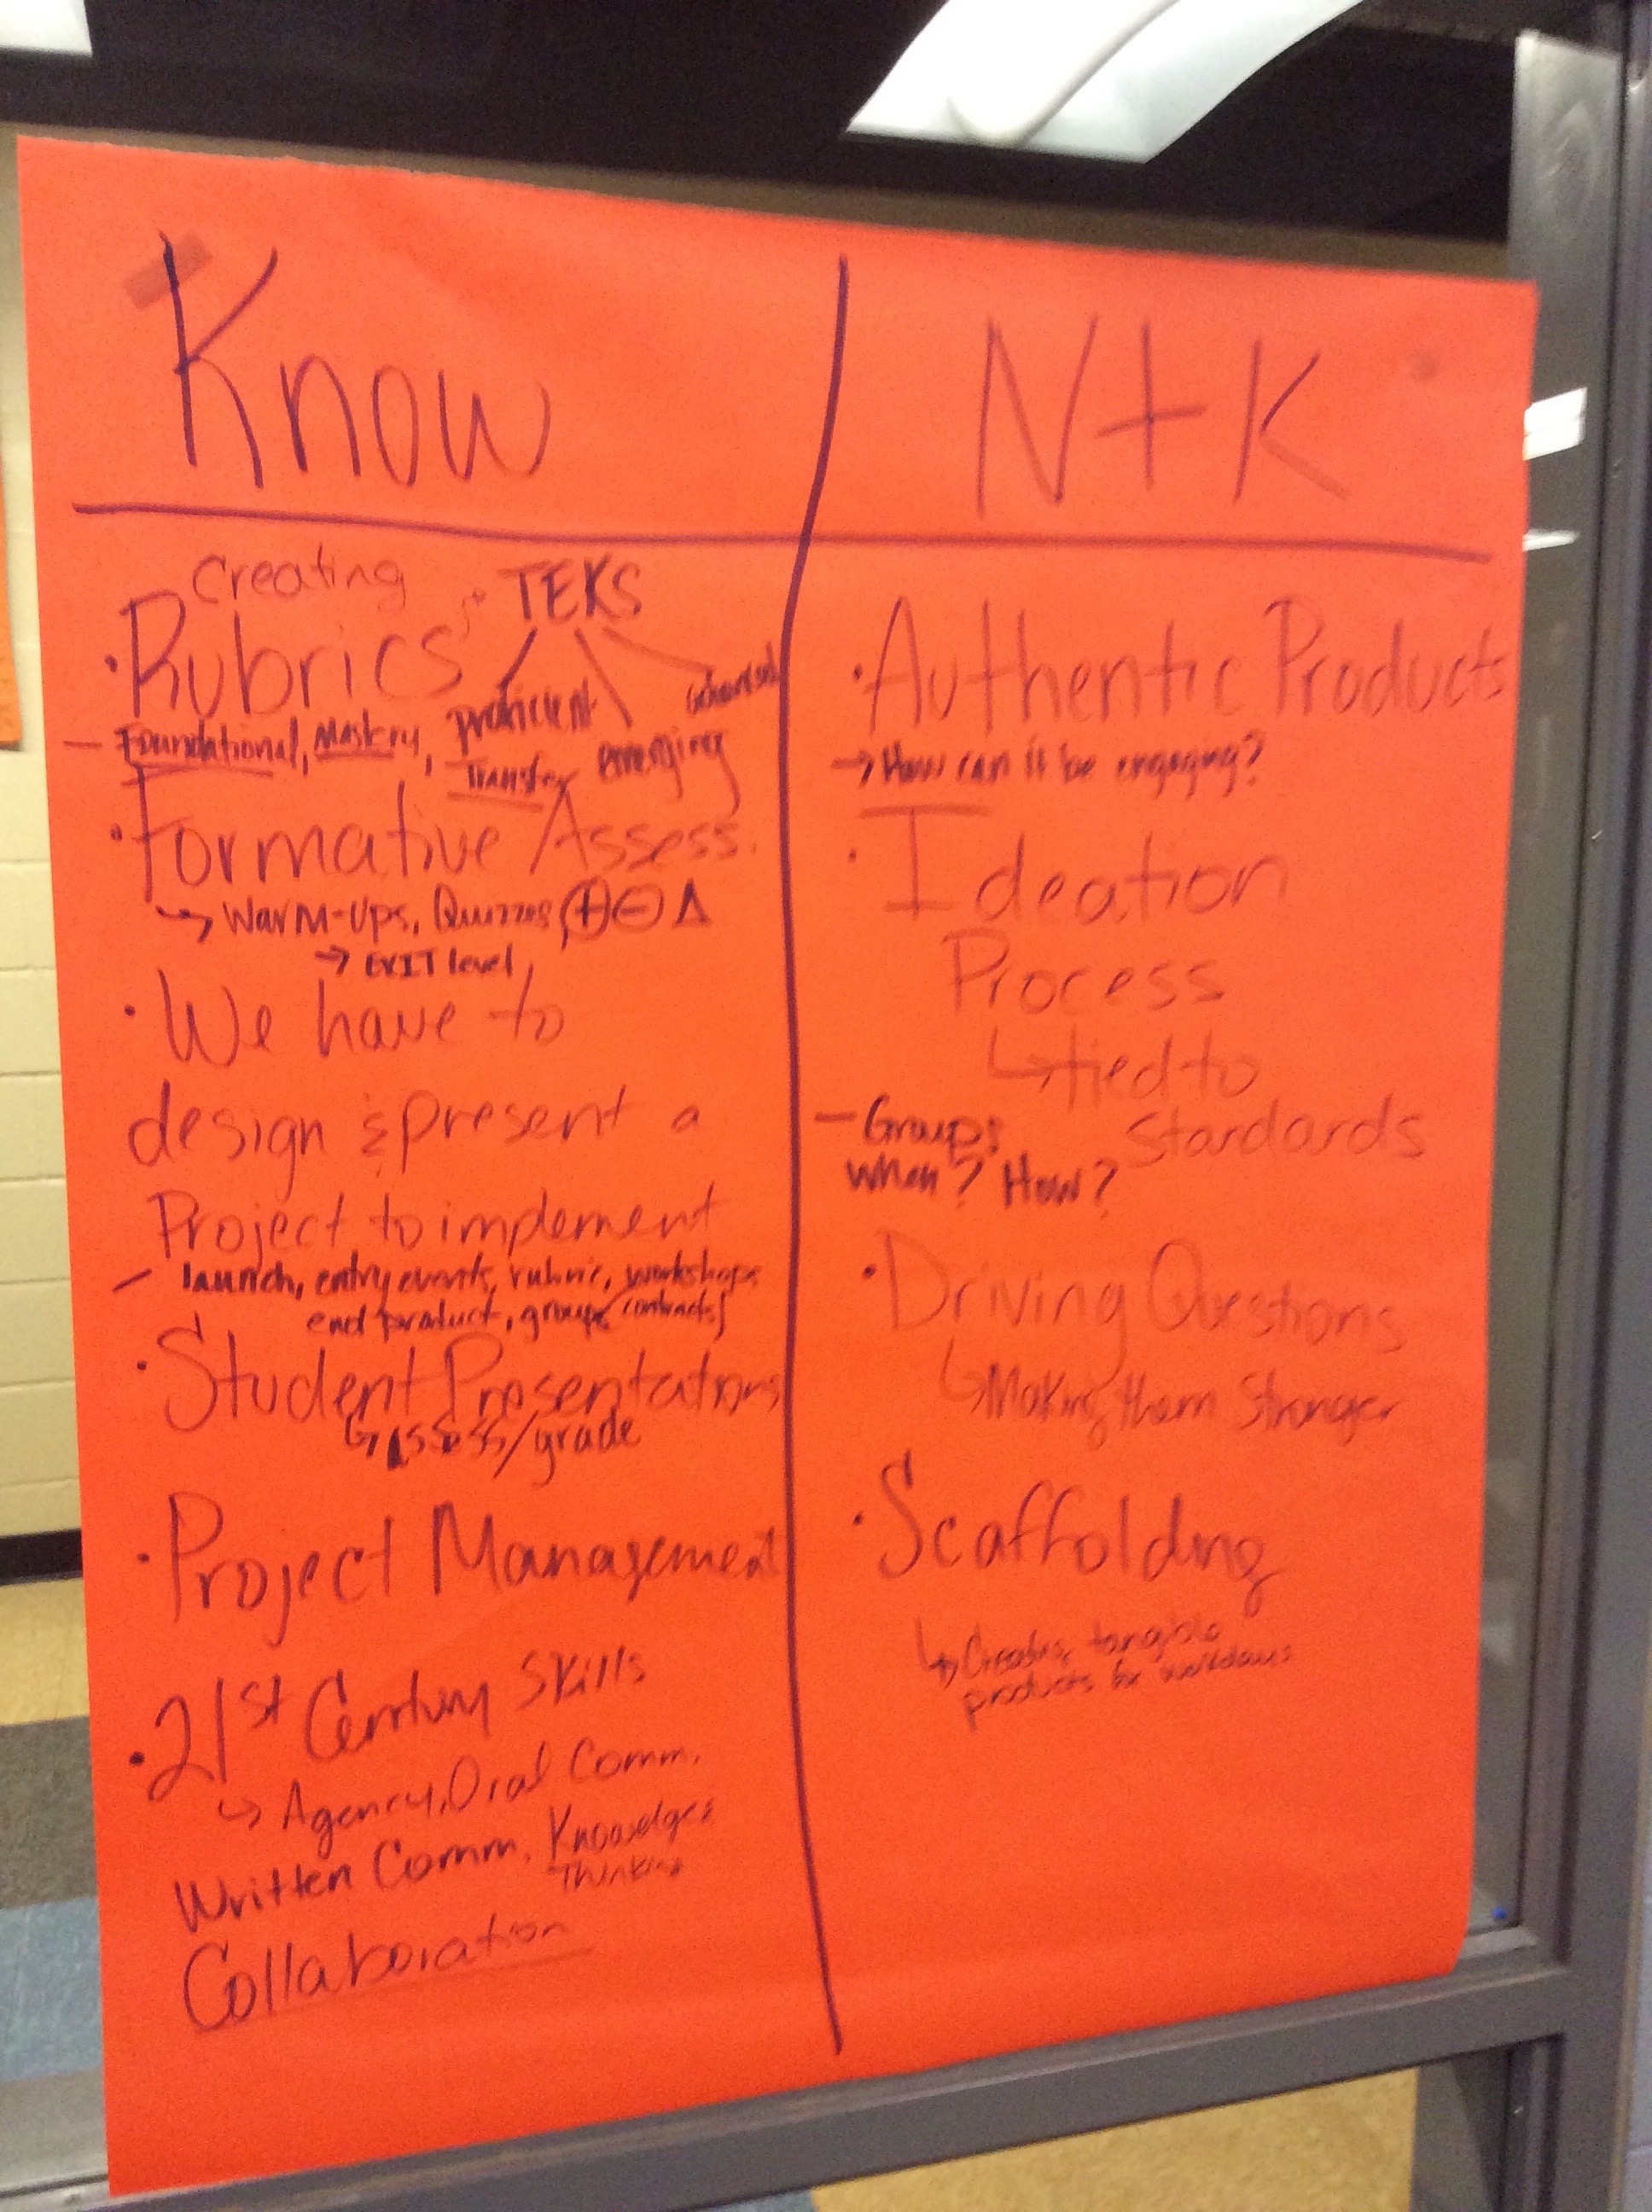 Know
Creating
• Rubrics
• TEKS
proficient
emerging
advanced
— Foundational, Mastery,
Transfer
• Formative Assess.
↳ Warm-ups, Quizzes, ⊕ ⊖ Δ
→ EXIT level
• We have to
design & present a
Project to implement
— launch, entry events, rubric, workshops
end product, groups contracts
• Student Presentations
↳ Assess/grade
• Project Management
• 21st Century Skills
↳ Agency, Oral Comm,
Written Comm, Knowledge &
Thinking
Collaboration
N+K
• Authentic Products
→ How can it be engaging?
• Ideation
Process
↳ tied to
Standards
— Groups
when? How?
• Driving Questions
↳ Making them Stronger
• Scaffolding
↳ Creating tangible
products for workdays